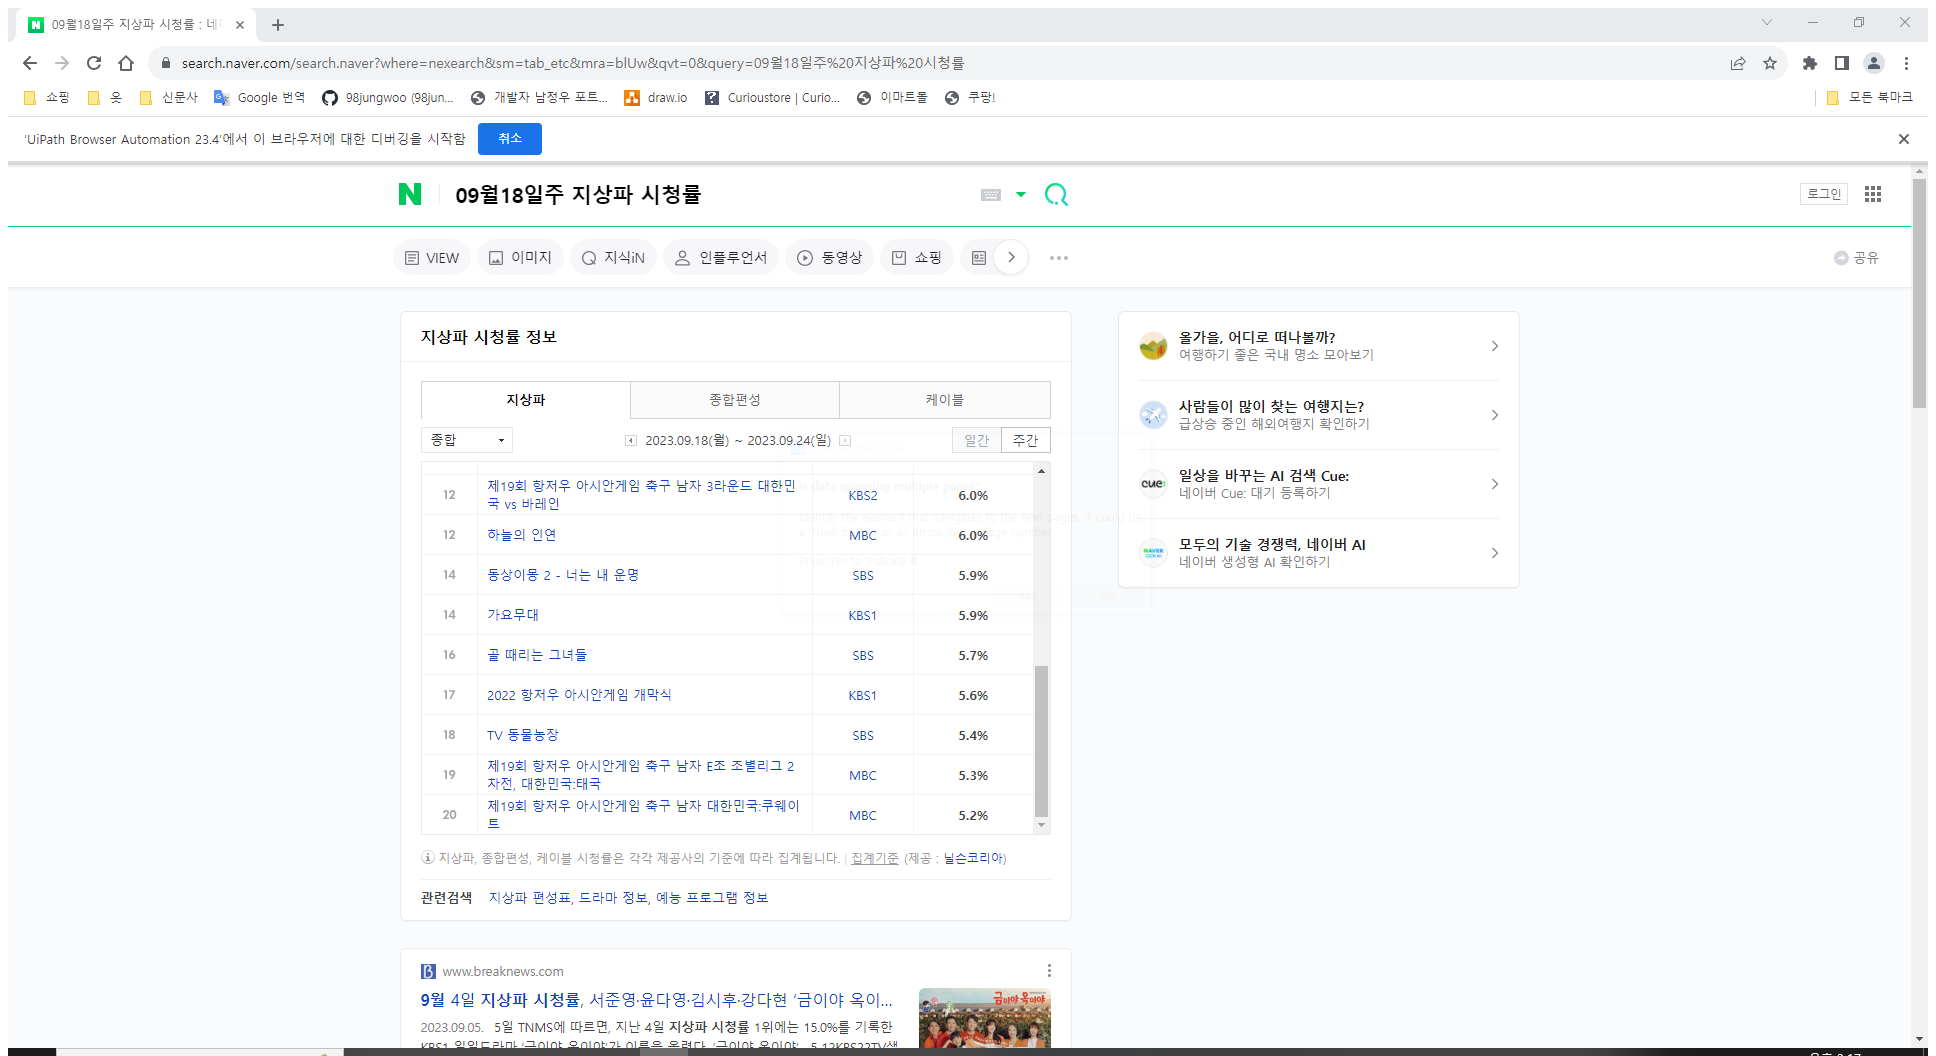 09월18일주 지상파 시청률 : 네이
search.naver.com/search.naver?where=nexearch&sm=tab_etc&mra=blUw&qvt=0&query=09월18일주%20지상파%20시청률
쇼핑 옷 신문사 Google 번역 98jungwoo (98jun... 개발자 남정우 포트... draw.io Curioustore | Curio... 이마트몰 쿠팡! 모든 북마크
'UiPath Browser Automation 23.4'에서 이 브라우저에 대한 디버깅을 시작함 취소
N 09월18일주 지상파 시청률 로그인
VIEW 이미지 지식iN 인플루언서 동영상 쇼핑 공유
지상파 시청률 정보
지상파 종합편성 케이블
종합 2023.09.18(월) ~ 2023.09.24(일) 일간 주간
12 제19회 항저우 아시안게임 축구 남자 3라운드 대한민
국 vs 바레인 KBS2 6.0%
12 하늘의 인연 MBC 6.0%
14 동상이몽 2 - 너는 내 운명 SBS 5.9%
14 가요무대 KBS1 5.9%
16 골 때리는 그녀들 SBS 5.7%
17 2022 항저우 아시안게임 개막식 KBS1 5.6%
18 TV 동물농장 SBS 5.4%
19 제19회 항저우 아시안게임 축구 남자 E조 조별리그 2
차전, 대한민국:태국 MBC 5.3%
20 제19회 항저우 아시안게임 축구 남자 대한민국:쿠웨이
트 MBC 5.2%
지상파, 종합편성, 케이블 시청률은 각각 제공사의 기준에 따라 집계됩니다. | 집계기준 (제공 : 닐슨코리아)
관련검색 지상파 편성표, 드라마 정보, 예능 프로그램 정보
올가을, 어디로 떠나볼까?
여행하기 좋은 국내 명소 모아보기
사람들이 많이 찾는 여행지는?
급상승 중인 해외여행지 확인하기
cue:
일상을 바꾸는 AI 검색 Cue:
네이버 Cue: 대기 등록하기
모두의 기술 경쟁력, 네이버 AI
네이버 생성형 AI 확인하기
www.breaknews.com
9월 4일 지상파 시청률, 서준영·윤다영·김시후·강다현 '금이야 옥이...
2023.09.05. 5일 TNMS에 따르면, 지난 4일 지상파 시청률 1위에는 15.0%를 기록한
금이야 옥이야